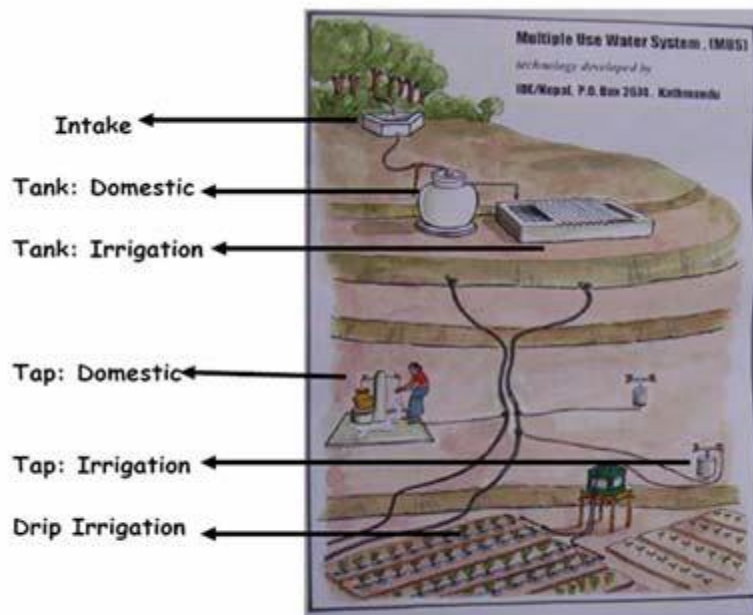 Multiple Use Water System . (MUS)
technology developed by
IDE/Nepal, P.O. Box 2674 . Kathmandu
Intake
Tank: Domestic
Tank: Irrigation
Tap: Domestic
Tap: Irrigation
Drip Irrigation